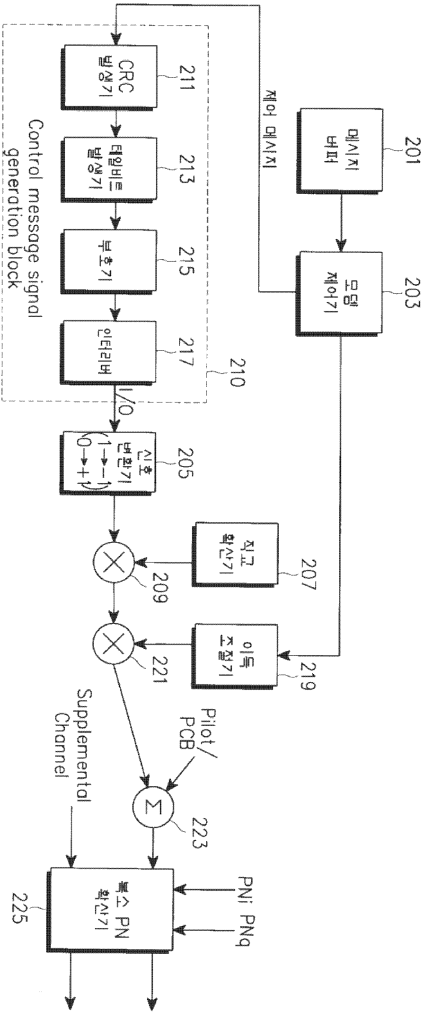 201
메시지
버퍼
203
모뎀
제어기
제어 메시지
211
CRC
발생기
213
테일비트
발생기
215
부호기
217
인터리버
210
Control message signal
generation block
1/0
205
신호
변환기
(0→+1
1→-1)
207
직교
확산기
209
219
이득
조절기
221
Pilot/
PCB
Σ
223
Supplemental
Channel
PNi PNq
복소 PN
확산기
225